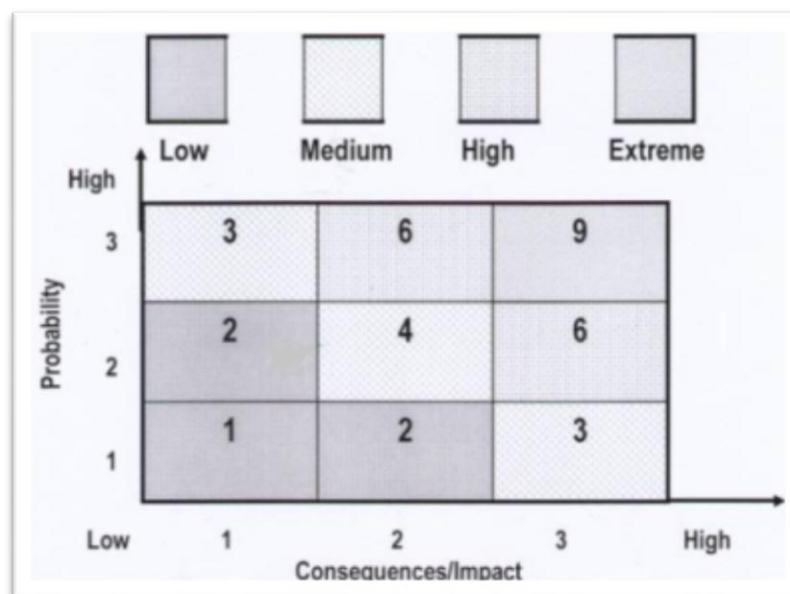 Low Medium High Extreme
High
3 3 6 9
Probability
2 2 4 6
1 1 2 3
Low 1 2 3 High
Consequences/Impact